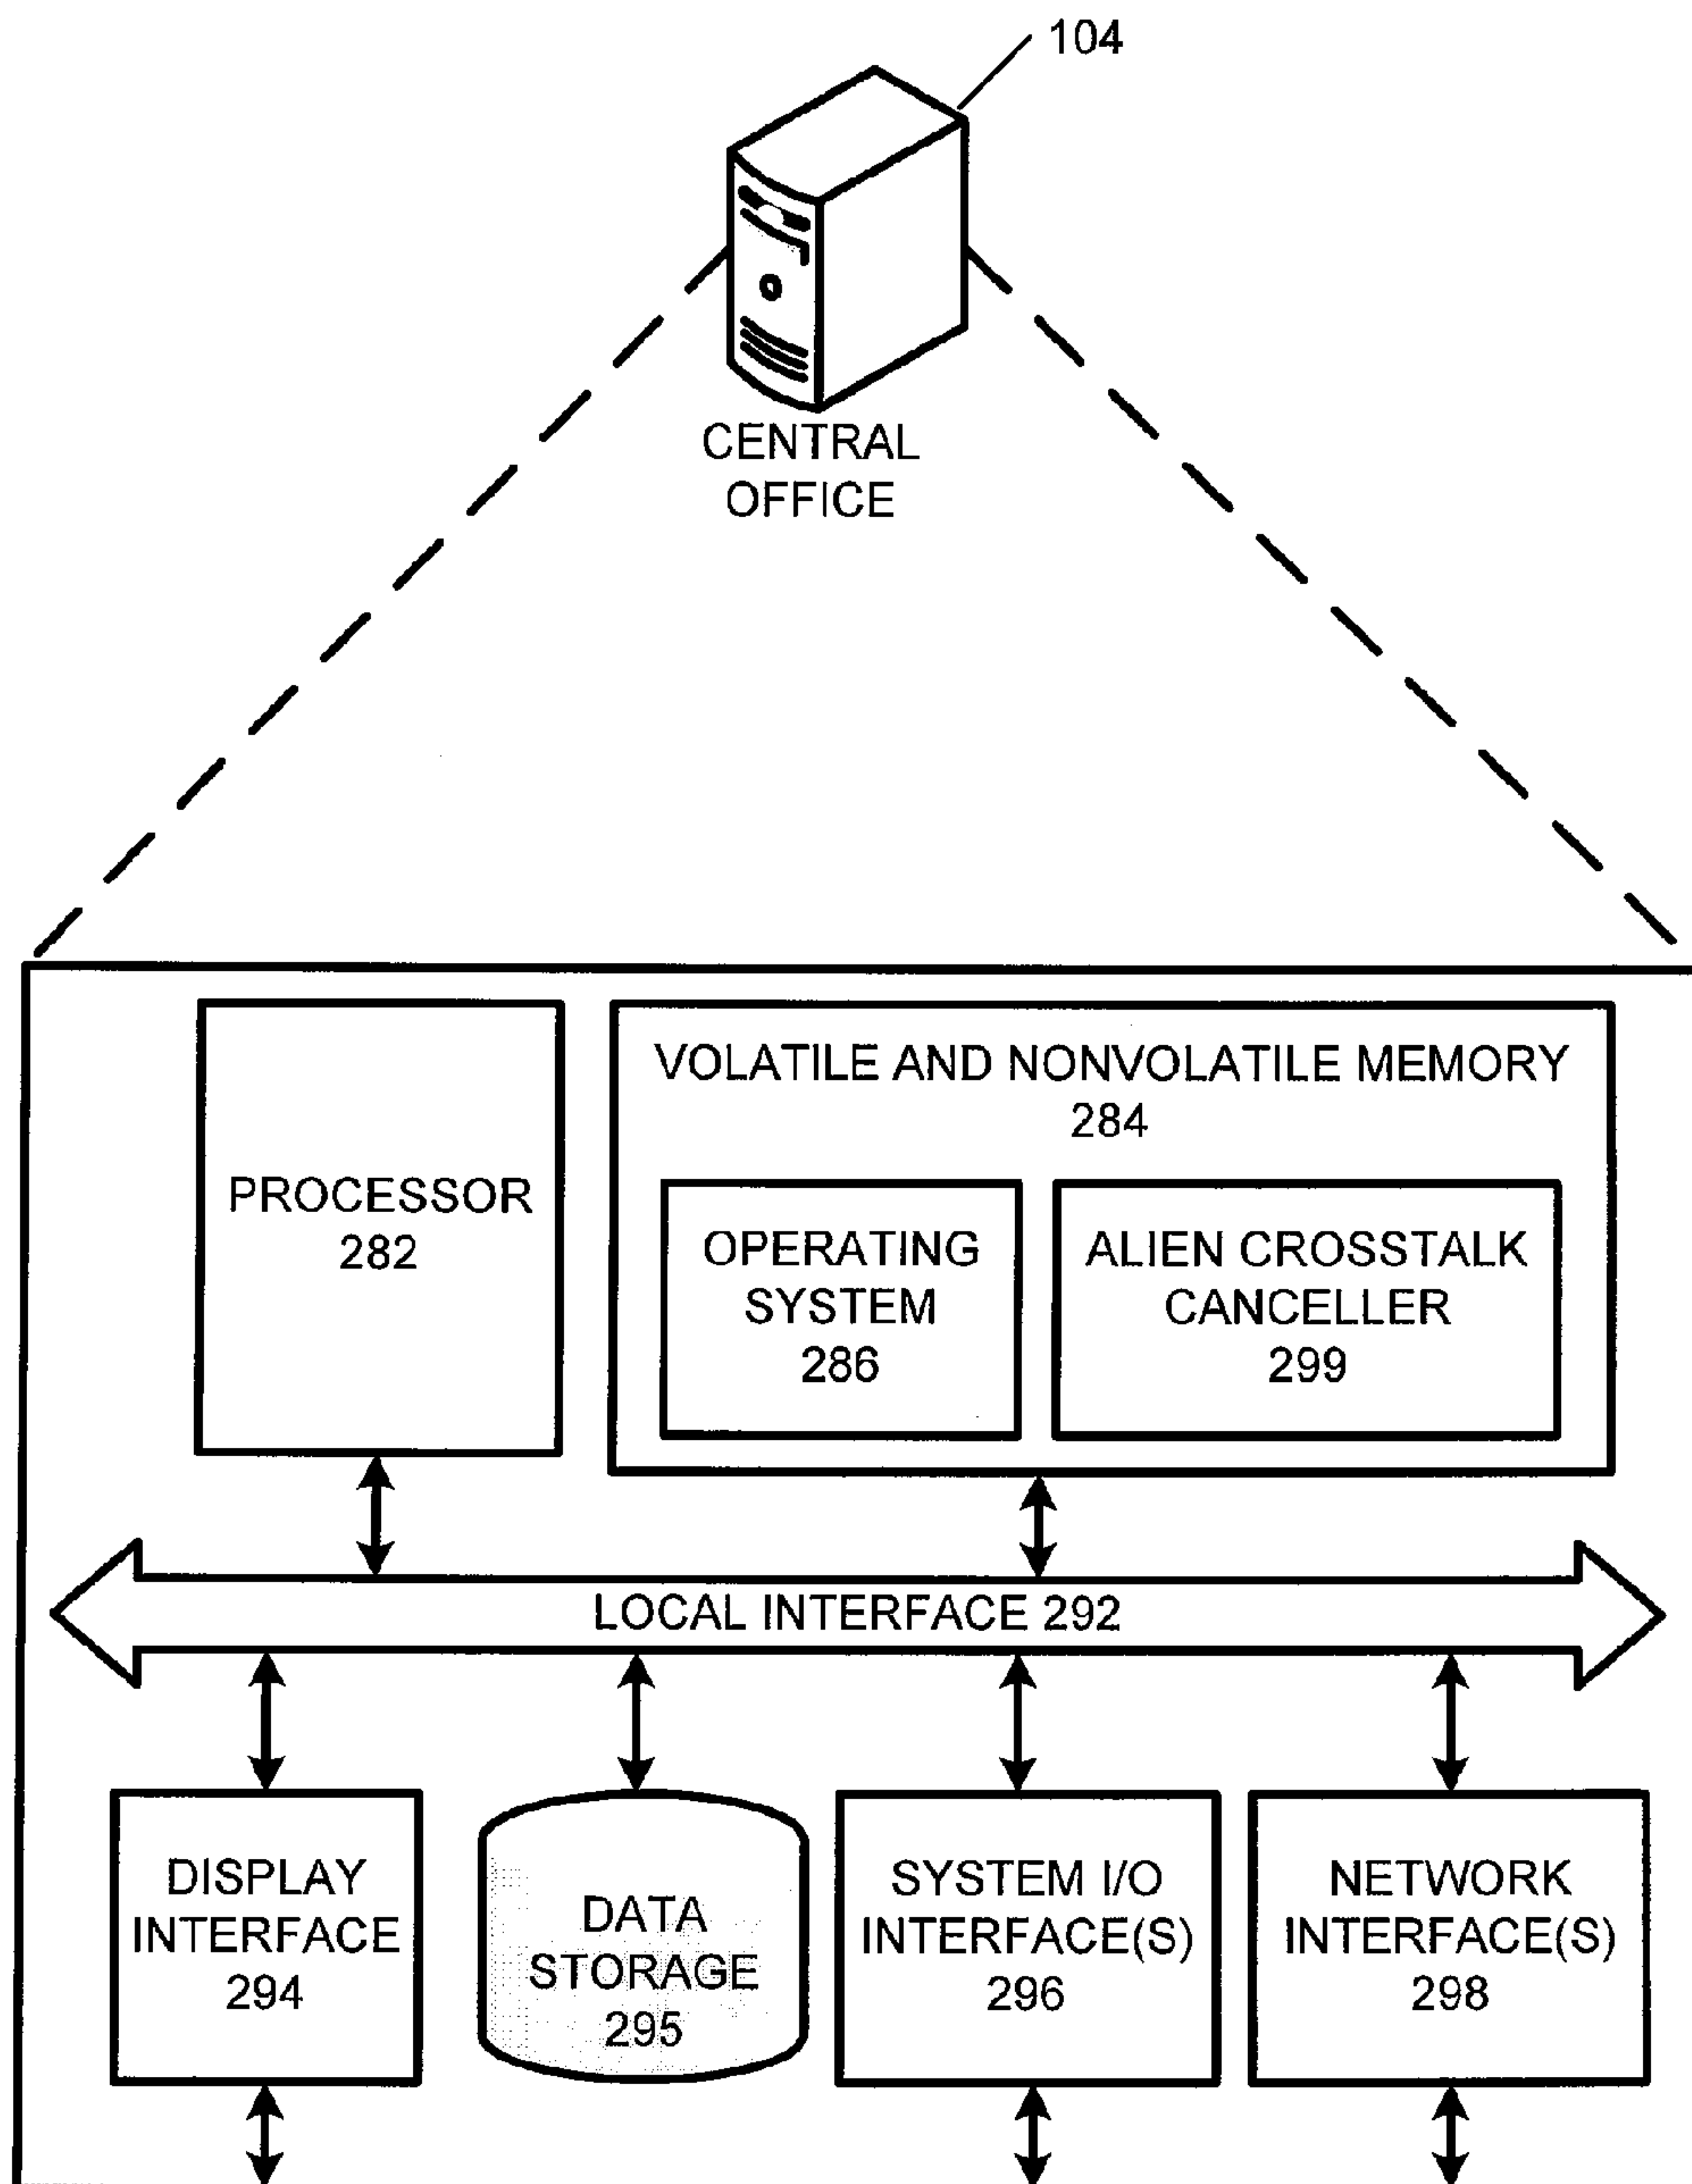 104
CENTRAL
OFFICE
VOLATILE AND NONVOLATILE MEMORY
284
PROCESSOR
282
OPERATING
SYSTEM
286
ALIEN CROSSTALK
CANCELLER
299
LOCAL INTERFACE 292
DISPLAY
INTERFACE
294
DATA
STORAGE
295
SYSTEM I/O
INTERFACE(S)
296
NETWORK
INTERFACE(S)
298